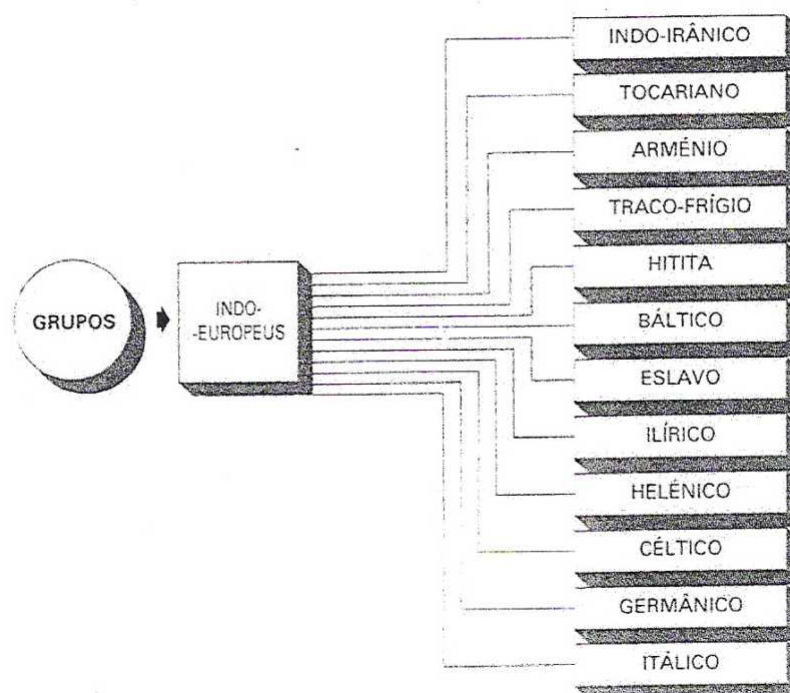 GRUPOS
INDO-
-EUROPEUS
INDO-IRÂNICO
TOCARIANO
ARMÉNIO
TRACO-FRÍGIO
HITITA
BÁLTICO
ESLAVO
ILÍRICO
HELÉNICO
CÉLTICO
GERMÂNICO
ITÁLICO